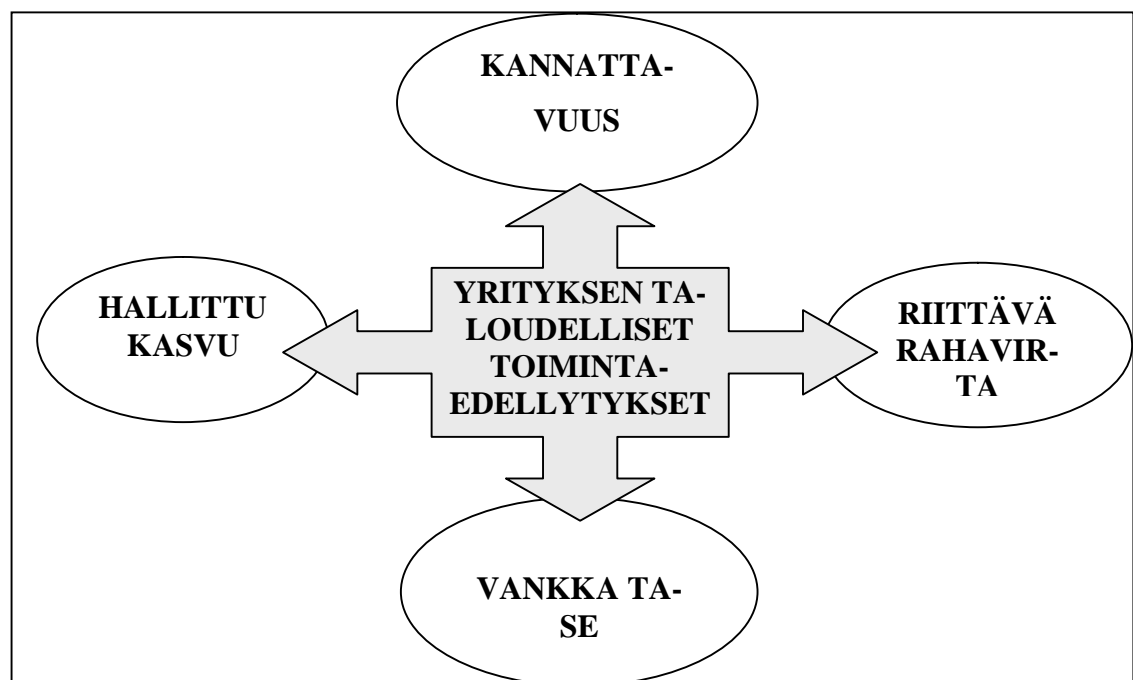 KANNATTA-
VUUS
HALLITTU
KASVU
YRITYKSEN TA-
LOUDELLISET
TOIMINTA-
EDELLYTYKSET
RIITTÄVÄ
RAHAVIR-
TA
VANKKA TA-
SE